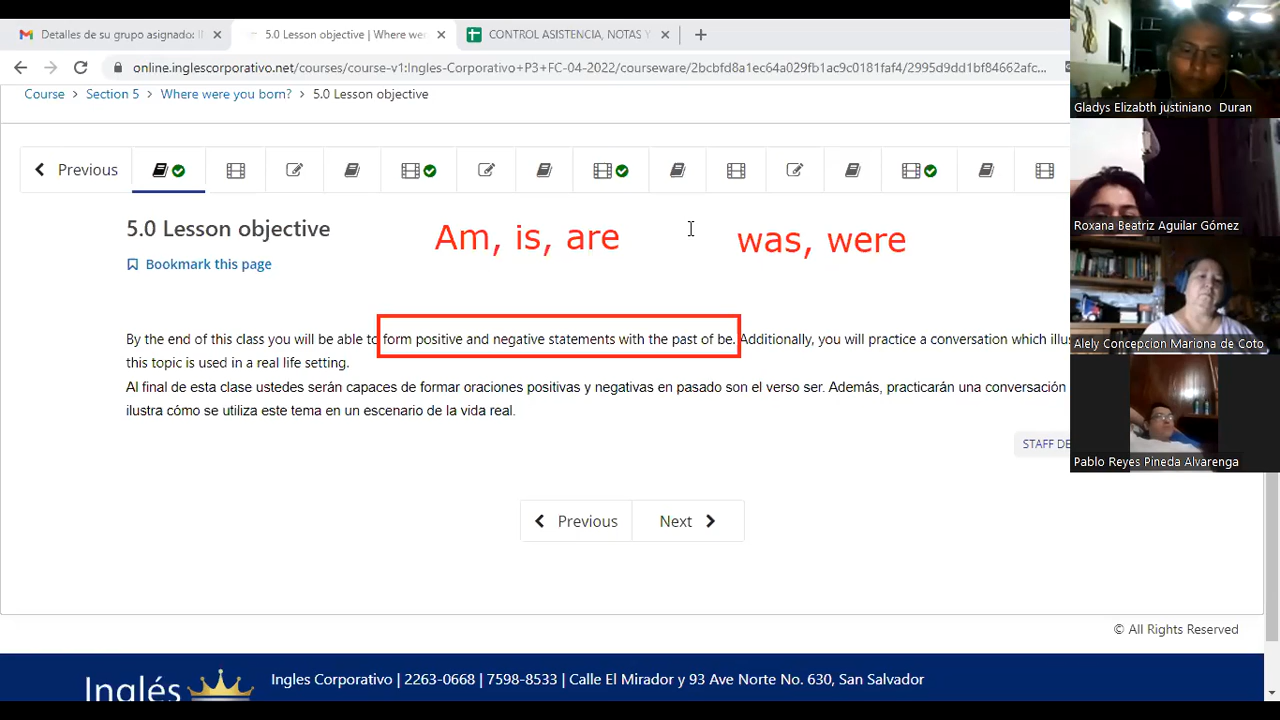 Detalles de su grupo asignado: I
5.0 Lesson objective | Where wer
CONTROL ASISTENCIA, NOTAS Y
online.inglescorporativo.net/courses/course-v1:Ingles-Corporativo+P3+FC-04-2022/courseware/2bcbfd8a1ec64a029fb1ac9c0181faf4/2995d9dd1bf84662afc...
Course > Section 5 > Where were you born? > 5.0 Lesson objective
Previous
5.0 Lesson objective
Am, is, are
was, were
Bookmark this page
By the end of this class you will be able to form positive and negative statements with the past of be. Additionally, you will practice a conversation which illus
this topic is used in a real life setting.
Al final de esta clase ustedes serán capaces de formar oraciones positivas y negativas en pasado son el verso ser. Además, practicarán una conversación
ilustra cómo se utiliza este tema en un escenario de la vida real.
STAFF DE
Previous
Next
© All Rights Reserved
Inglés
Ingles Corporativo | 2263-0668 | 7598-8533 | Calle El Mirador y 93 Ave Norte No. 630, San Salvador
Gladys Elizabth justiniano Duran
Roxana Beatriz Aguilar Gómez
Alely Concepcion Mariona de Coto
Pablo Reyes Pineda Alvarenga